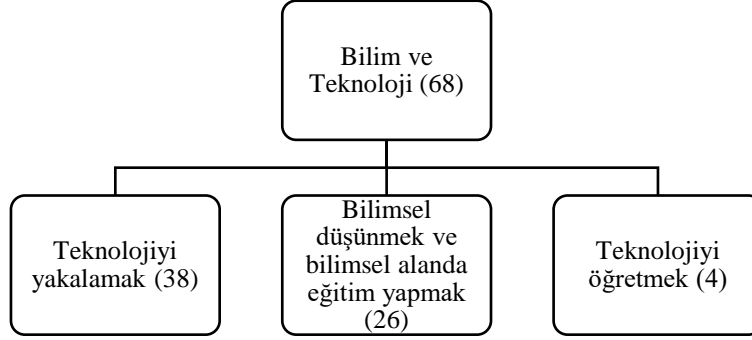 Bilim ve
Teknoloji (68)
Teknolojiyi
yakalamak (38)
Bilimsel
düşünmek ve
bilimsel alanda
eğitim yapmak
(26)
Teknolojiyi
öğretmek (4)